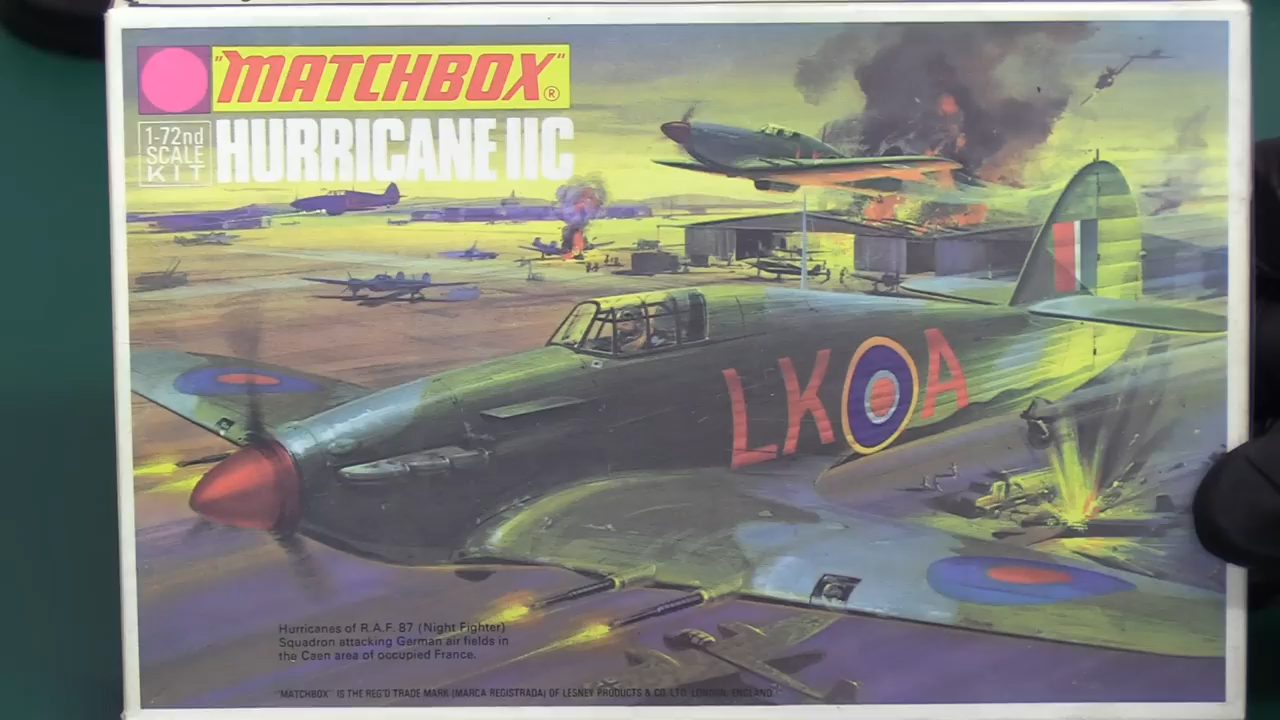 "MATCHBOX"®
1-72nd
SCALE
KIT
HURRICANE IIC
LK A
Hurricanes of R.A.F. 87 (Night Fighter)
Squadron attacking German air fields in
the Caen area of occupied France.
"MATCHBOX" IS THE REG'D TRADE MARK (MARCA REGISTRADA) OF LESNEY PRODUCTS & CO. LTD. LONDON, ENGLAND